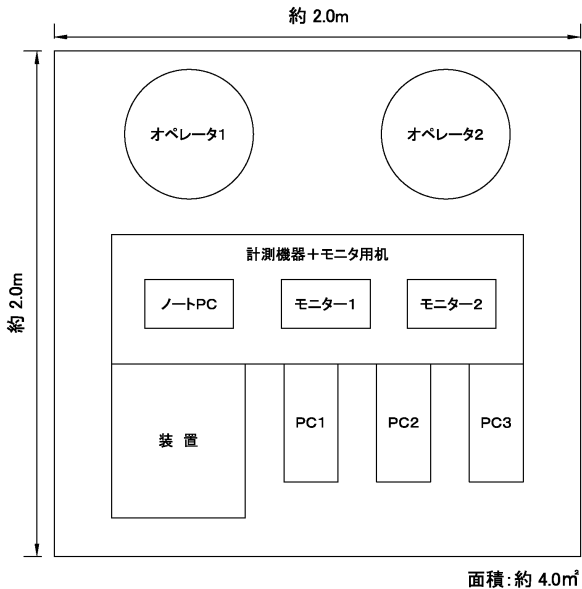 約 2.0m
オペレータ1
オペレータ2
計測機器＋モニタ用机
約 2.0m
ノートPC
モニター1
モニター2
装 置
PC1
PC2
PC3
面積：約 4.0㎡